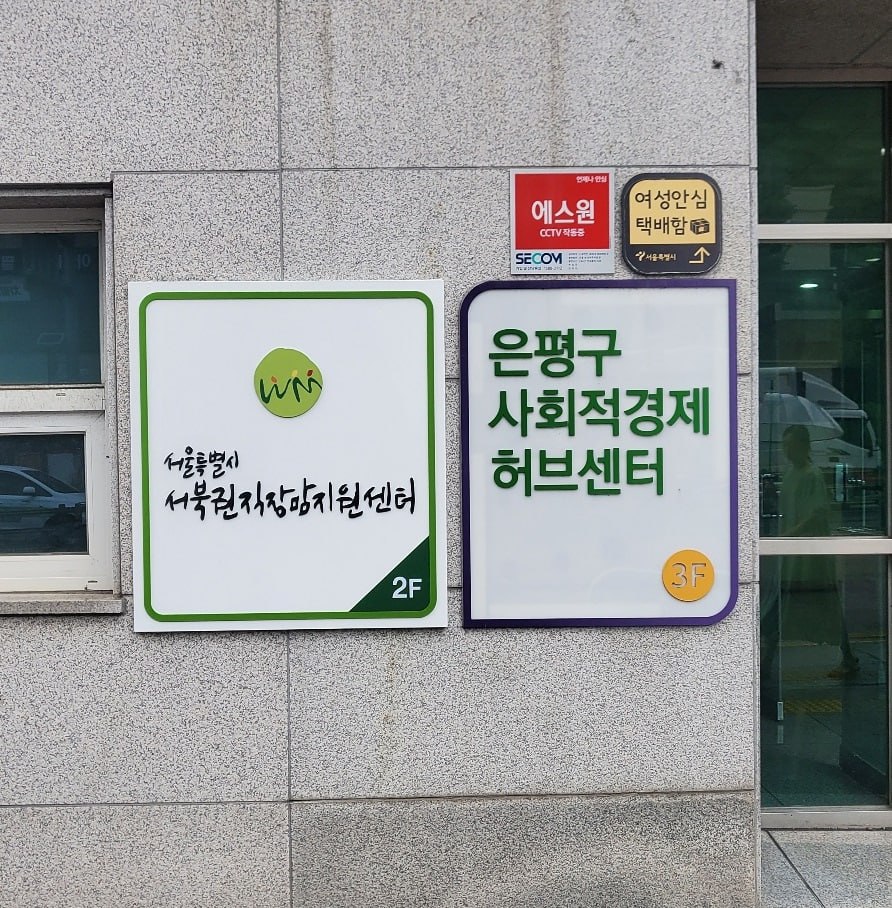 언제나 안심
에스원
CCTV 작동중
SECOM
여성안심
택배함
서울특별시
WM
서울특별시
서북권직장맘지원센터
2F
은평구
사회적경제
허브센터
3F